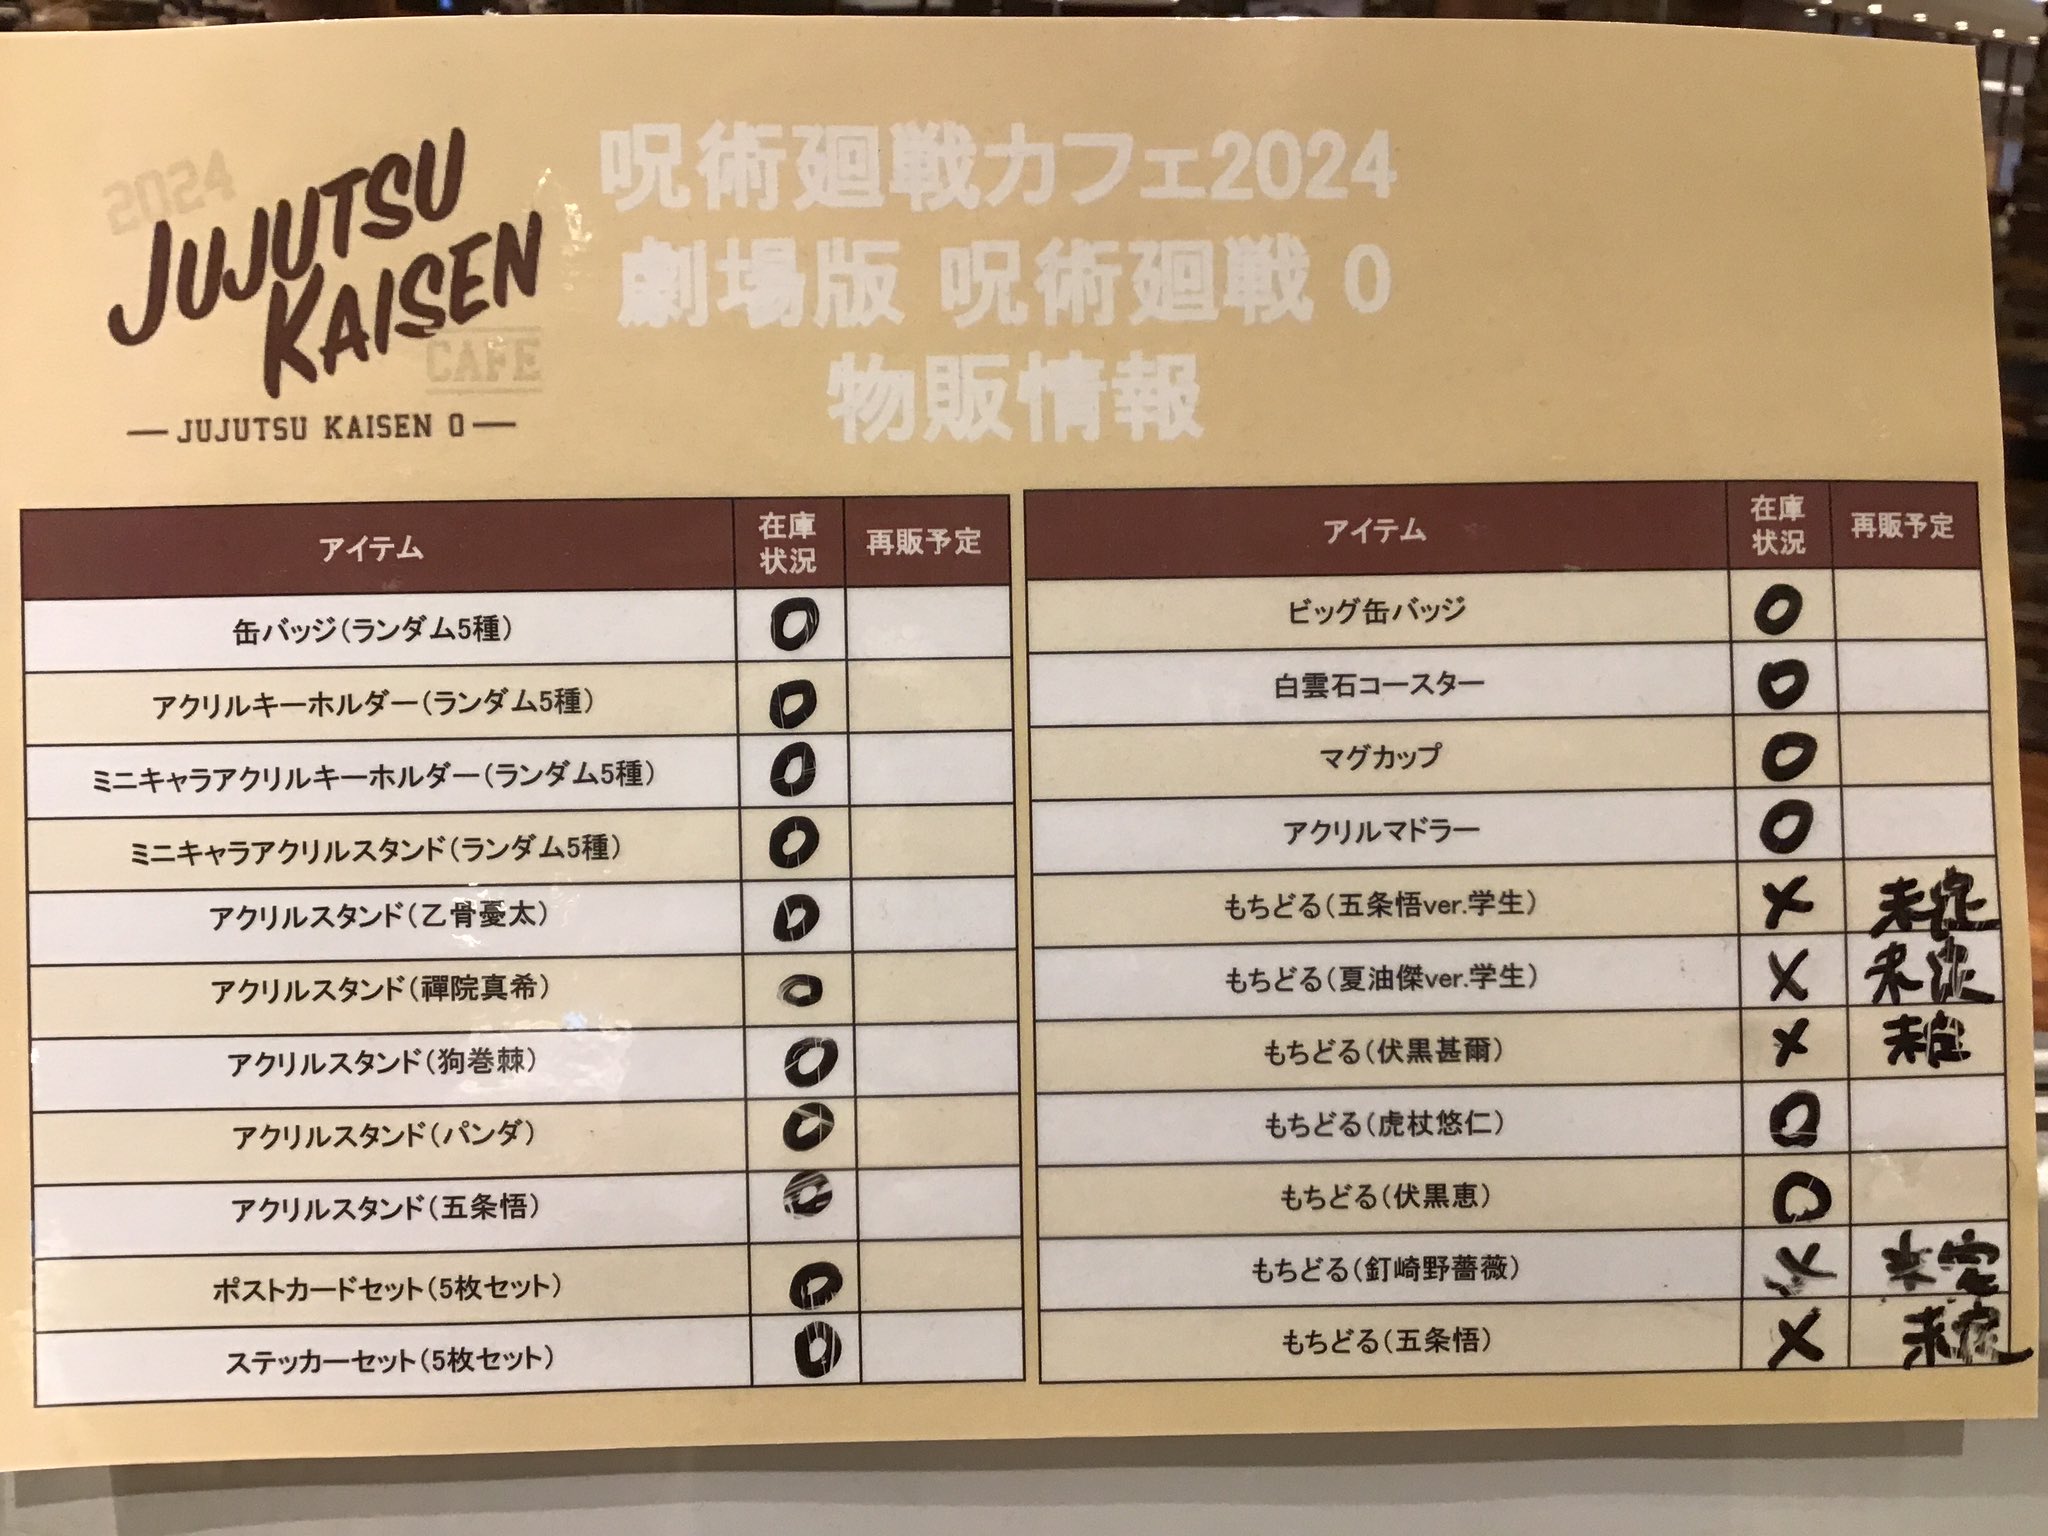 2024
JUJUTSU
KAISEN
CAFE
JUJUTSU KAISEN 0
呪術廻戦カフェ2024
劇場版 呪術廻戦 0
物販情報
アイテム 在庫状況 再販予定
缶バッジ(ランダム5種) O
アクリルキーホルダー(ランダム5種) O
ミニキャラアクリルキーホルダー(ランダム5種) O
ミニキャラアクリルスタンド(ランダム5種) O
アクリルスタンド(乙骨憂太) O
アクリルスタンド(禪院真希) O
アクリルスタンド(狗巻棘) O
アクリルスタンド(パンダ) O
アクリルスタンド(五条悟) O
ポストカードセット(5枚セット) O
ステッカーセット(5枚セット) O
アイテム 在庫状況 再販予定
ビッグ缶バッジ O
白雲石コースター O
マグカップ O
アクリルマドラー O
もちどる(五条悟ver.学生) X 未定
もちどる(夏油傑ver.学生) X 未定
もちどる(伏黒甚爾) X 未定
もちどる(虎杖悠仁) O
もちどる(伏黒恵) O
もちどる(釘崎野薔薇) X 未定
もちどる(五条悟) X 未定